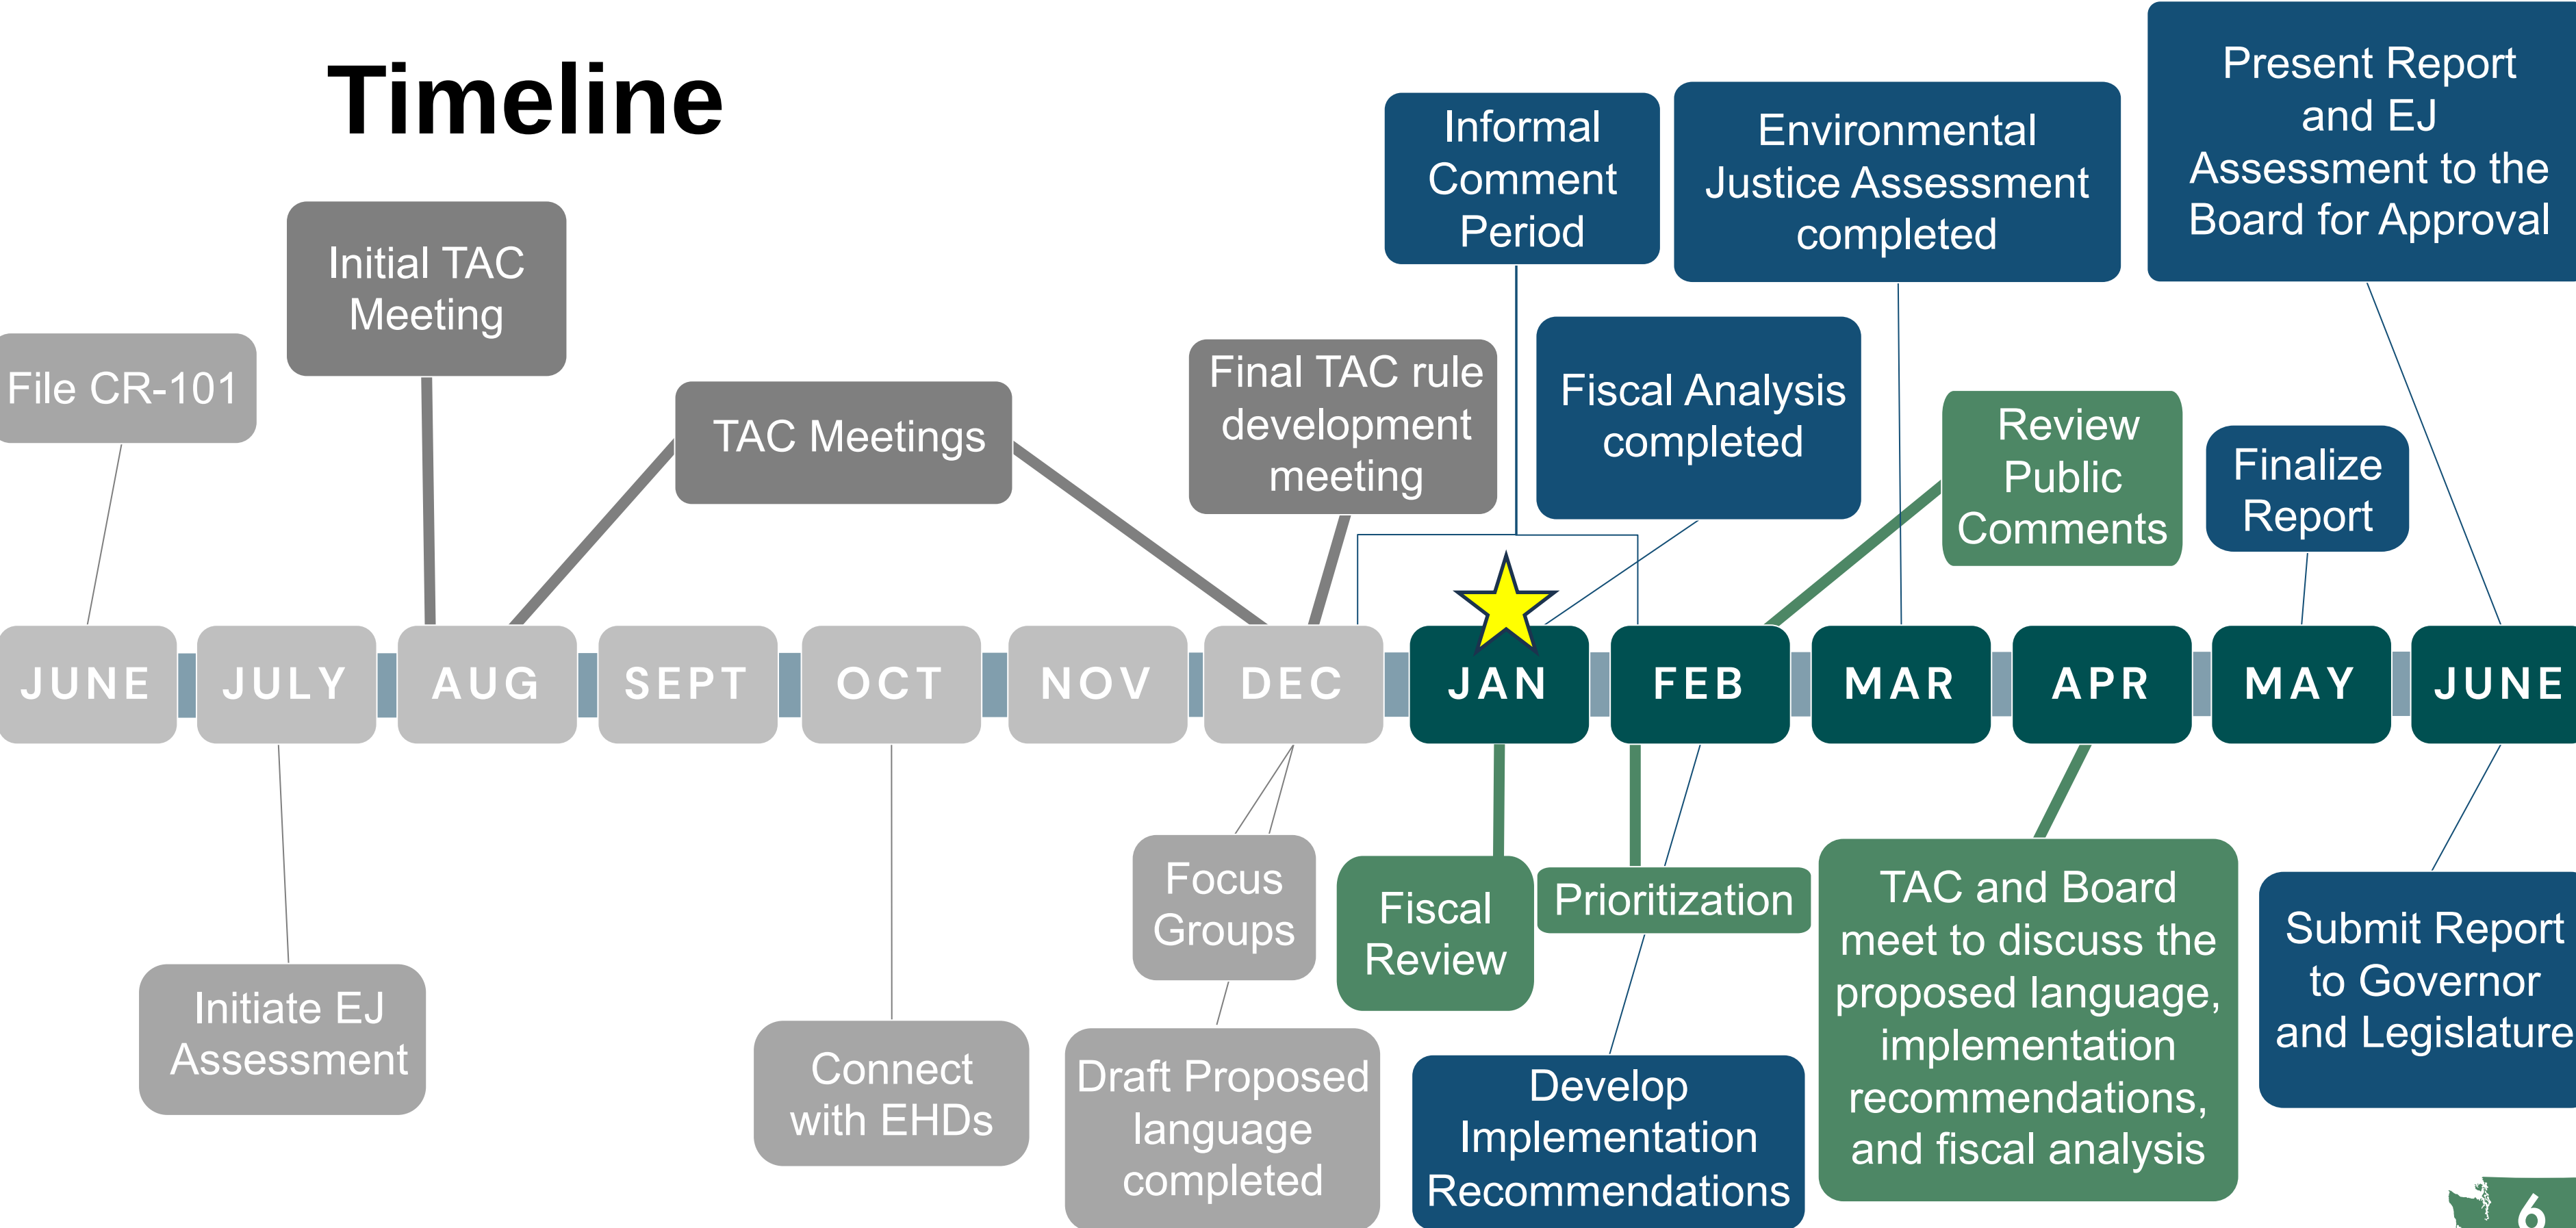 Timeline
File CR-101
Initial TAC
Meeting
TAC Meetings
Final TAC rule
development
meeting
Informal
Comment
Period
Fiscal Analysis
completed
Environmental
Justice Assessment
completed
Review
Public
Comments
Present Report
and EJ
Assessment to the
Board for Approval
Finalize
Report
JUNE
JULY
AUG
SEPT
OCT
NOV
DEC
JAN
FEB
MAR
APR
MAY
JUNE
Initiate EJ
Assessment
Connect
with EHDs
Focus
Groups
Draft Proposed
language
completed
Fiscal
Review
Prioritization
Develop
Implementation
Recommendations
TAC and Board
meet to discuss the
proposed language,
implementation
recommendations,
and fiscal analysis
Submit Report
to Governor
and Legislature
6